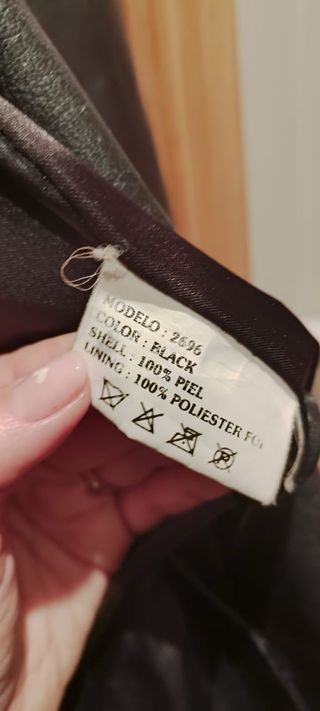 MODELO : 2696
COLOR : BLACK
SHELL : 100% PIEL
LINING : 100% POLIESTER